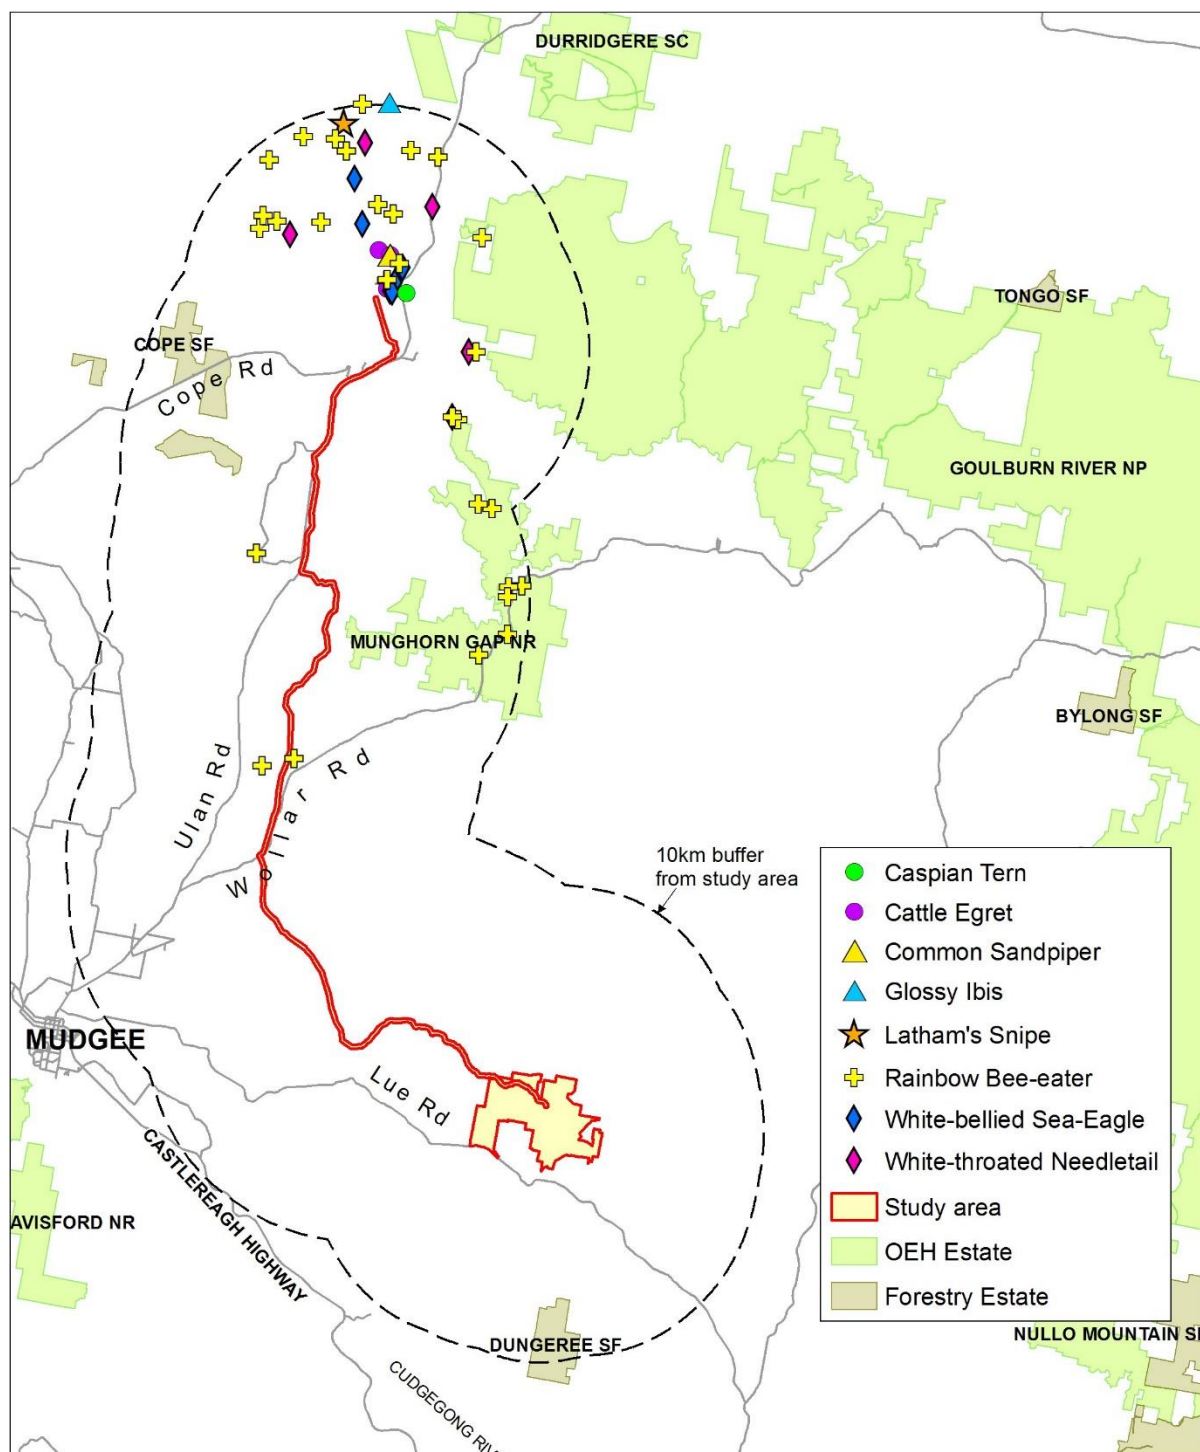 DURRIDGERE SC
TONGO SF
COPE SF
Cope Rd
GOULBURN RIVER NP
MUNGHORN GAP NR
BYLONG SF
Ulan Rd
Wollar Rd
10km buffer
from study area
MUDGEE
Lue Rd
CASTLEREAGH HIGHWAY
AVISFORD NR
DUNGEREE SF
CUDGEGONG RIV
NULLO MOUNTAIN S
Caspian Tern
Cattle Egret
Common Sandpiper
Glossy Ibis
Latham's Snipe
Rainbow Bee-eater
White-bellied Sea-Eagle
White-throated Needletail
Study area
OEH Estate
Forestry Estate